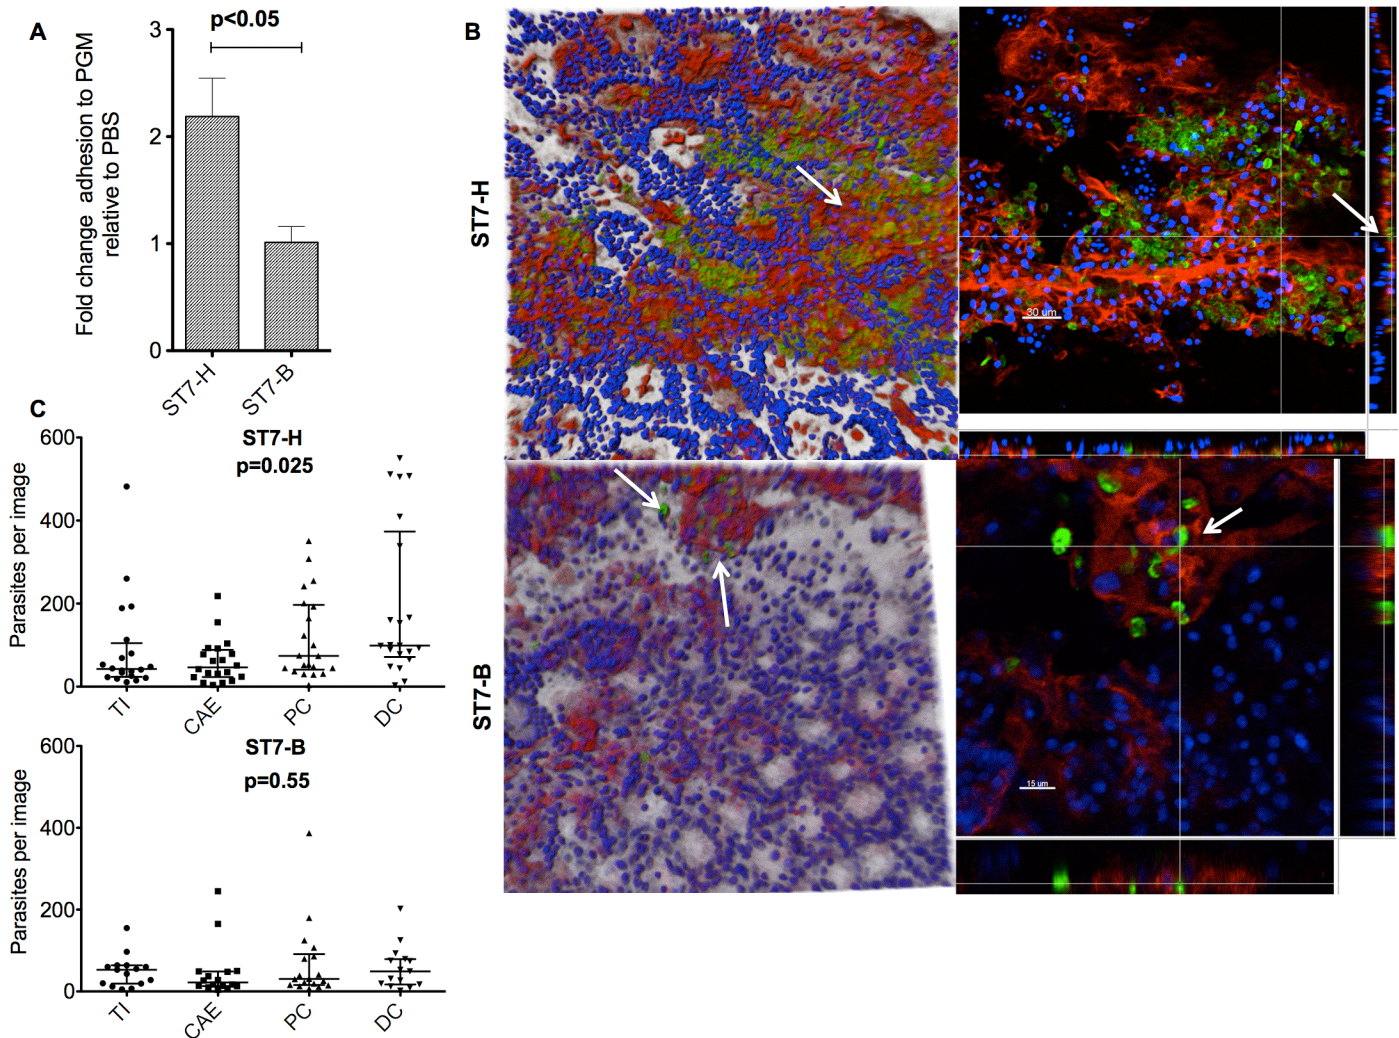 A
p<0.05
Fold change adhesion to PGM
relative to PBS
3
2
1
0
ST7-H
ST7-B
B
ST7-H
30 um
ST7-B
15 um
C
ST7-H
p=0.025
Parasites per image
600
400
200
0
TI
CAE
PC
DC
ST7-B
p=0.55
Parasites per image
600
400
200
0
TI
CAE
PC
DC